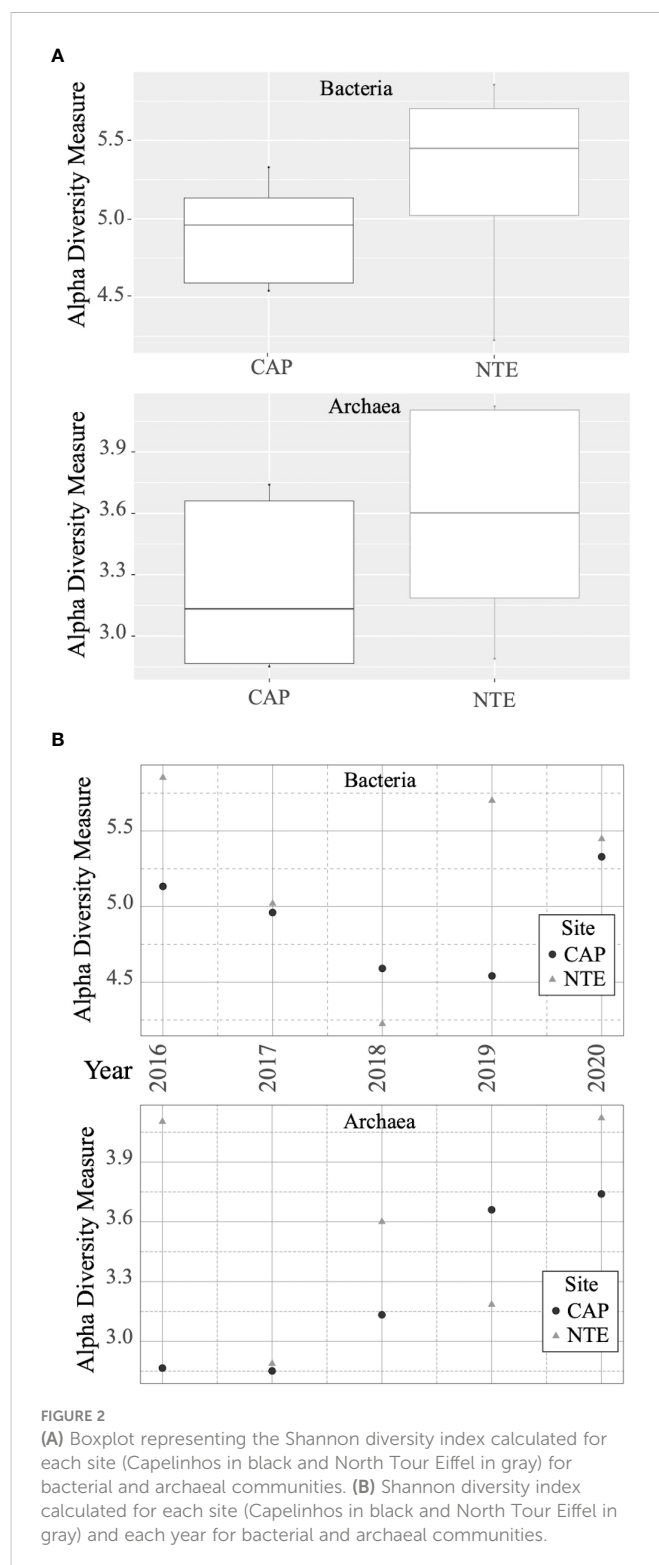 A
Bacteria
Alpha Diversity Measure
5.5
5.0
4.5
CAP NTE
Archaea
Alpha Diversity Measure
3.9
3.6
3.3
3.0
CAP NTE
B
Bacteria
Alpha Diversity Measure
5.5
5.0
4.5
Site
CAP
NTE
Year
2016 2017 2018 2019 2020
Archaea
Alpha Diversity Measure
3.9
3.6
3.3
3.0
Site
CAP
NTE
FIGURE 2
(A) Boxplot representing the Shannon diversity index calculated for
each site (Capelinhos in black and North Tour Eiffel in gray) for
bacterial and archaeal communities. (B) Shannon diversity index
calculated for each site (Capelinhos in black and North Tour Eiffel in
gray) and each year for bacterial and archaeal communities.